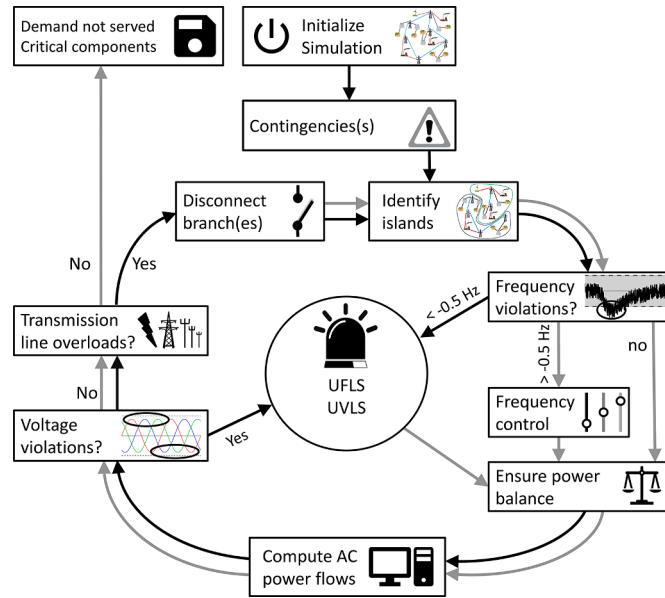 Demand not served
Critical components
Initialize
Simulation
Contingencies(s)
Disconnect
branch(es)
Identify
islands
No
Yes
Frequency
violations?
< -0.5 Hz
> -0.5 Hz
no
Transmission
line overloads?
UFLS
UVLS
No
Frequency
control
Voltage
violations?
Yes
Ensure power
balance
Compute AC
power flows